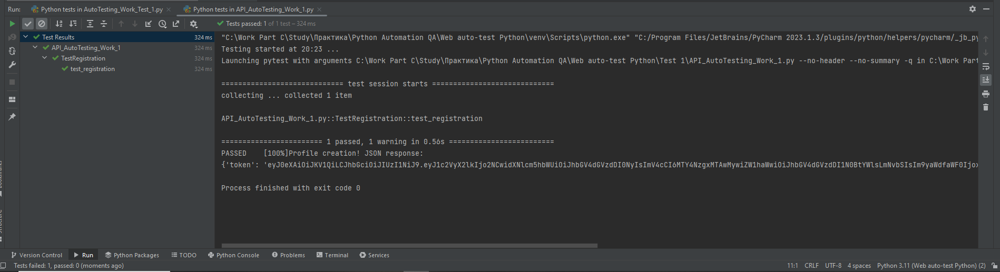 Run: Python tests in AutoTesting_Work_Test_1.py Python tests in API_AutoTesting_Work_1.py
Tests passed: 1 of 1 test – 324 ms
Test Results 324 ms
API_AutoTesting_Work_1 324 ms
TestRegistration 324 ms
test_registration 324 ms
"C:\Work Part C\Study\Практика\Python Automation QA\Web auto-test Python\venv\Scripts\python.exe" "C:/Program Files/JetBrains/PyCharm 2023.1.3/plugins/python/helpers/pycharm/_jb_py
Testing started at 20:23 ...
Launching pytest with arguments C:\Work Part C\Study\Практика\Python Automation QA\Web auto-test Python\Test 1\API_AutoTesting_Work_1.py --no-header --no-summary -q in C:\Work Part
============================= test session starts =============================
collecting ... collected 1 item
API_AutoTesting_Work_1.py::TestRegistration::test_registration
======================== 1 passed, 1 warning in 0.56s =========================
PASSED [100%]Profile creation! JSON response:
{'token': 'eyJ0eXAiOiJKV1QiLCJhbGciOiJIUzI1NiJ9.eyJ1c2VyX2lkIjo2NCwidXNlcm5hbWUiOiJhbGV4dGVzdDI0NyIsImV4cCI6MTY4NzgxMTAwMywiZW1haWwiOiJhbGV4dGVzdDI1N0BtYWlsLmNvbSIsIm9yaWdfaWF0Ijox
Process finished with exit code 0
Version Control Run Python Packages TODO Python Console Problems Terminal Services
Tests failed: 1, passed: 0 (moments ago) 11:1 CRLF UTF-8 4 spaces Python 3.11 (Web auto-test Python) (2)